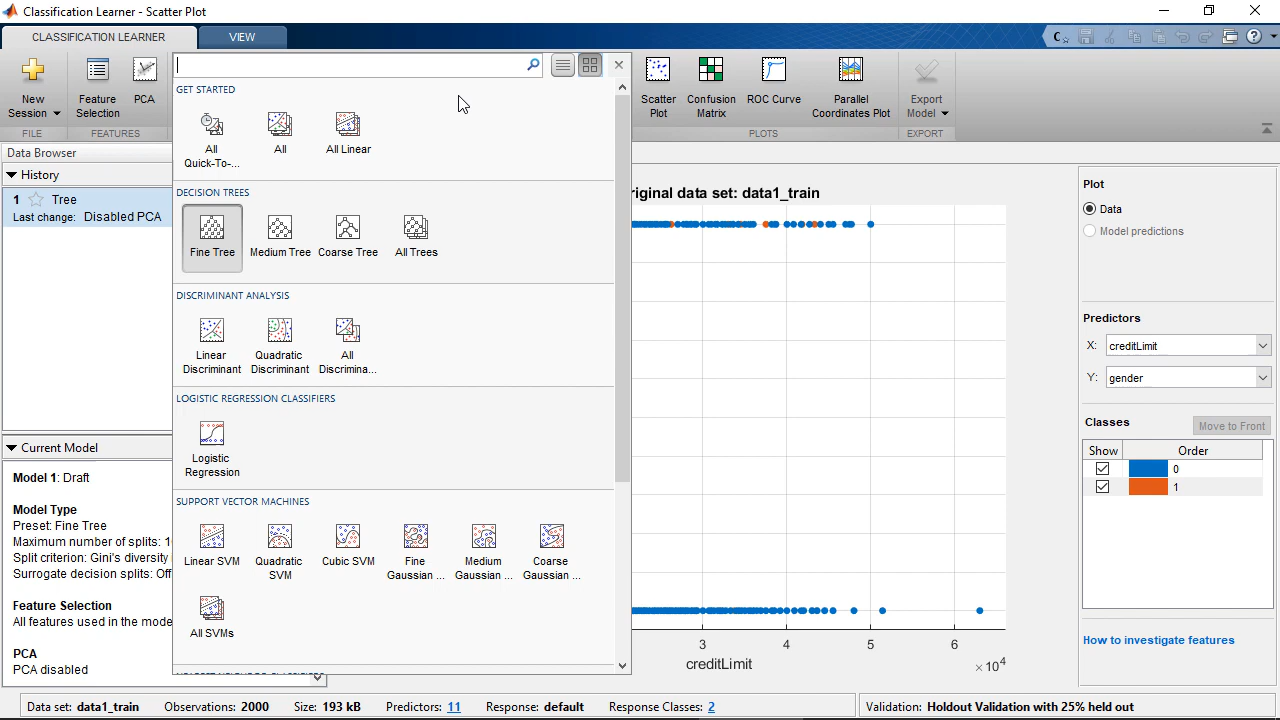 Classification Learner - Scatter Plot
CLASSIFICATION LEARNER
VIEW
New Session
Feature Selection
PCA
FILE
FEATURES
Scatter Plot
Confusion Matrix
ROC Curve
Parallel Coordinates Plot
Export Model
PLOTS
EXPORT
GET STARTED
All Quick-To-...
All
All Linear
DECISION TREES
Fine Tree
Medium Tree
Coarse Tree
All Trees
DISCRIMINANT ANALYSIS
Linear Discriminant
Quadratic Discriminant
All Discrimina...
LOGISTIC REGRESSION CLASSIFIERS
Logistic Regression
SUPPORT VECTOR MACHINES
Linear SVM
Quadratic SVM
Cubic SVM
Fine Gaussian ...
Medium Gaussian ...
Coarse Gaussian ...
All SVMs
Data Browser
History
1 Tree
Last change: Disabled PCA
Current Model
Model 1: Draft
Model Type
Preset: Fine Tree
Maximum number of splits: 1
Split criterion: Gini's diversity
Surrogate decision splits: Off
Feature Selection
All features used in the mode
PCA
PCA disabled
riginal data set: data1_train
3 4 5 6
creditLimit
×10^4
Plot
Data
Model predictions
Predictors
X: creditLimit
Y: gender
Classes
Move to Front
Show Order
0
1
How to investigate features
Data set: data1_train Observations: 2000 Size: 193 kB Predictors: 11 Response: default Response Classes: 2
Validation: Holdout Validation with 25% held out